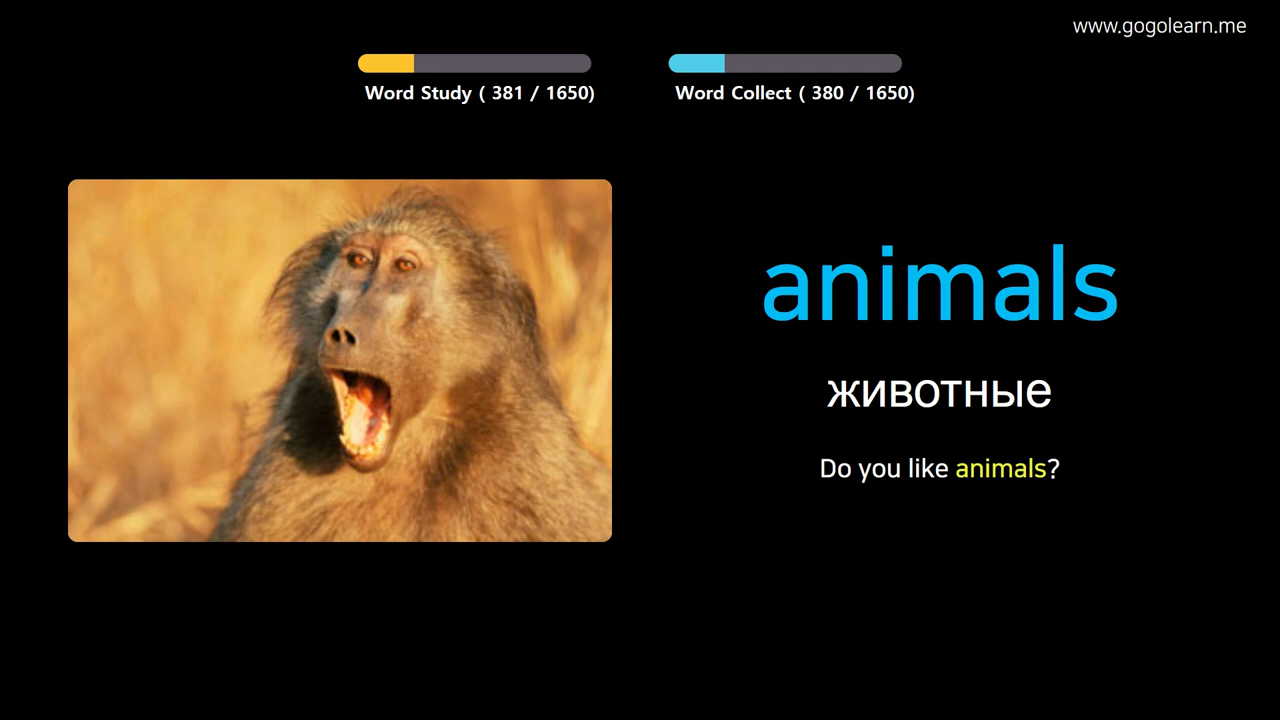 www.gogolearn.me
Word Study ( 381 / 1650)
Word Collect ( 380 / 1650)
animals
животные
Do you like animals?